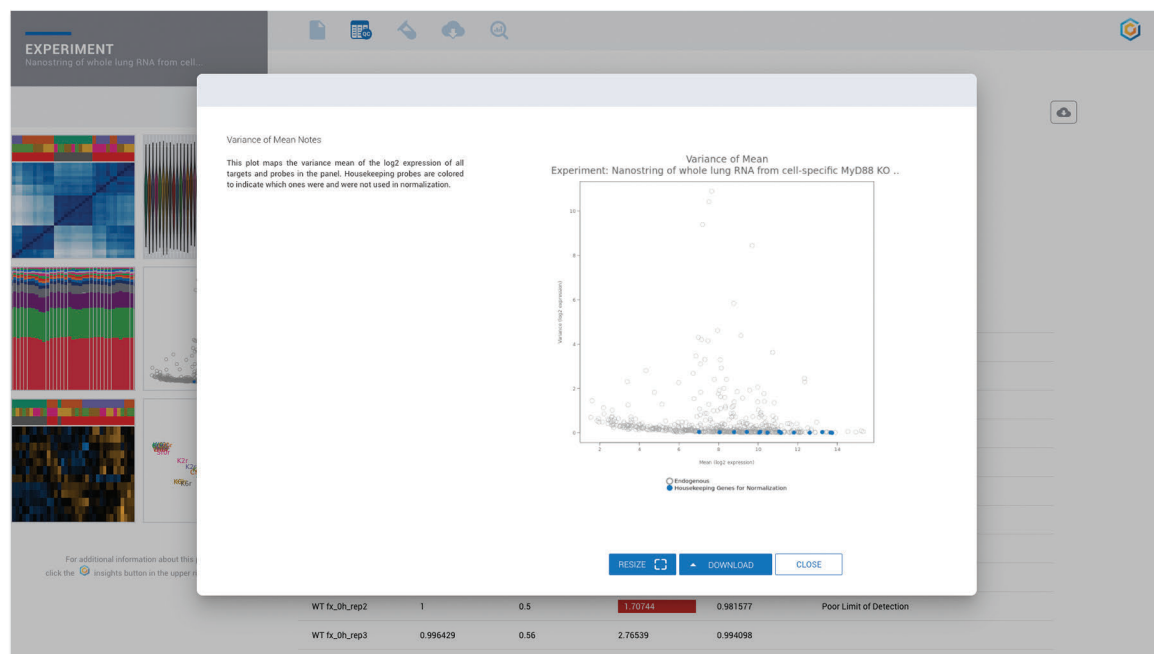 EXPERIMENT
Nanostring of whole lung RNA from cell..
QC
Variance of Mean Notes
This plot maps the variance mean of the log2 expression of all
targets and probes in the panel. Housekeeping probes are colored
to indicate which ones were and were not used in normalization.
Variance of Mean
Experiment: Nanostring of whole lung RNA from cell-specific MyD88 KO ..
10
8
6
4
2
0
Variance (log2 expression)
2 4 6 8 10 12 14
Mean (log2 expression)
Endogenous
Housekeeping Genes for Normalization
K2r
For additional information about this
click the insights button in the upper
RESIZE
DOWNLOAD
CLOSE
WT fx_0h_rep2 1 0.5 1.70744 0.981577 Poor Limit of Detection
WT fx_0h_rep3 0.996429 0.56 2.76539 0.994098